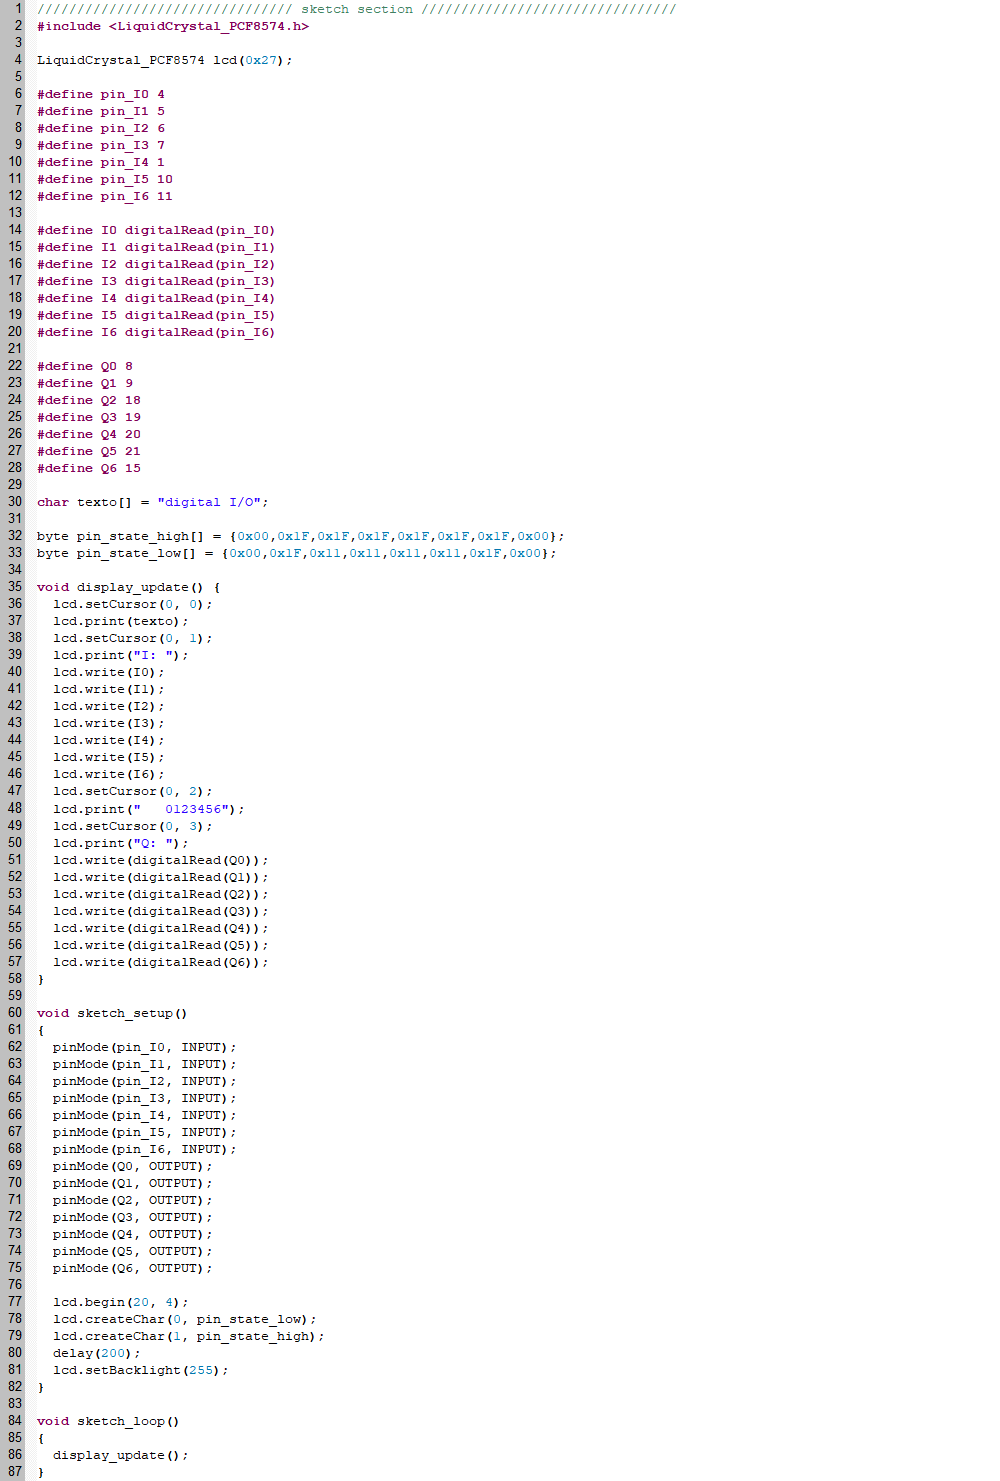 1 //////////////////////////////// sketch section ////////////////////////////////
2 #include <LiquidCrystal_PCF8574.h>
3
4 LiquidCrystal_PCF8574 lcd(0x27);
5
6 #define pin_I0 4
7 #define pin_I1 5
8 #define pin_I2 6
9 #define pin_I3 7
10 #define pin_I4 1
11 #define pin_I5 10
12 #define pin_I6 11
13
14 #define I0 digitalRead(pin_I0)
15 #define I1 digitalRead(pin_I1)
16 #define I2 digitalRead(pin_I2)
17 #define I3 digitalRead(pin_I3)
18 #define I4 digitalRead(pin_I4)
19 #define I5 digitalRead(pin_I5)
20 #define I6 digitalRead(pin_I6)
21
22 #define Q0 8
23 #define Q1 9
24 #define Q2 18
25 #define Q3 19
26 #define Q4 20
27 #define Q5 21
28 #define Q6 15
29
30 char texto[] = "digital I/O";
31
32 byte pin_state_high[] = {0x00,0x1F,0x1F,0x1F,0x1F,0x1F,0x1F,0x00};
33 byte pin_state_low[] = {0x00,0x1F,0x11,0x11,0x11,0x11,0x1F,0x00};
34
35 void display_update() {
36   lcd.setCursor(0, 0);
37   lcd.print(texto);
38   lcd.setCursor(0, 1);
39   lcd.print("I: ");
40   lcd.write(I0);
41   lcd.write(I1);
42   lcd.write(I2);
43   lcd.write(I3);
44   lcd.write(I4);
45   lcd.write(I5);
46   lcd.write(I6);
47   lcd.setCursor(0, 2);
48   lcd.print("   0123456");
49   lcd.setCursor(0, 3);
50   lcd.print("Q: ");
51   lcd.write(digitalRead(Q0));
52   lcd.write(digitalRead(Q1));
53   lcd.write(digitalRead(Q2));
54   lcd.write(digitalRead(Q3));
55   lcd.write(digitalRead(Q4));
56   lcd.write(digitalRead(Q5));
57   lcd.write(digitalRead(Q6));
58 }
59
60 void sketch_setup()
61 {
62   pinMode(pin_I0, INPUT);
63   pinMode(pin_I1, INPUT);
64   pinMode(pin_I2, INPUT);
65   pinMode(pin_I3, INPUT);
66   pinMode(pin_I4, INPUT);
67   pinMode(pin_I5, INPUT);
68   pinMode(pin_I6, INPUT);
69   pinMode(Q0, OUTPUT);
70   pinMode(Q1, OUTPUT);
71   pinMode(Q2, OUTPUT);
72   pinMode(Q3, OUTPUT);
73   pinMode(Q4, OUTPUT);
74   pinMode(Q5, OUTPUT);
75   pinMode(Q6, OUTPUT);
76
77   lcd.begin(20, 4);
78   lcd.createChar(0, pin_state_low);
79   lcd.createChar(1, pin_state_high);
80   delay(200);
81   lcd.setBacklight(255);
82 }
83
84 void sketch_loop()
85 {
86   display_update();
87 }